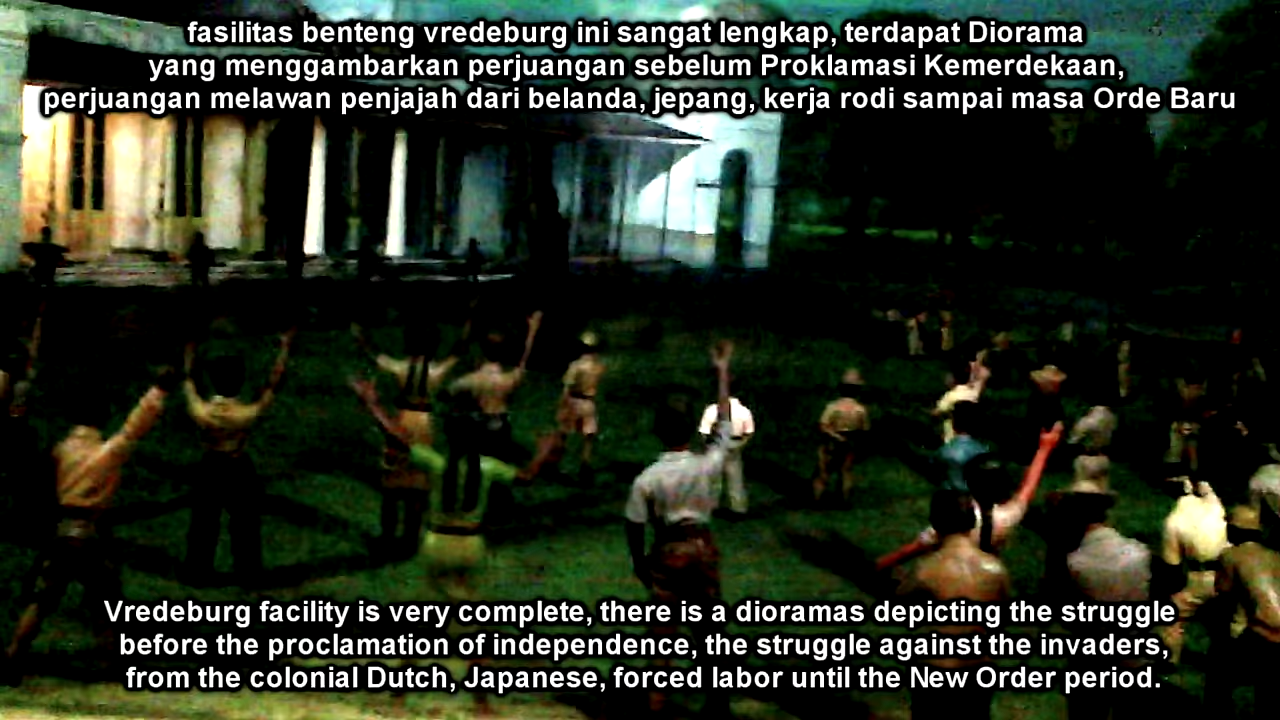 fasilitas benteng vredeburg ini sangat lengkap, terdapat Diorama
yang menggambarkan perjuangan sebelum Proklamasi Kemerdekaan,
perjuangan melawan penjajah dari belanda, jepang, kerja rodi sampai masa Orde Baru
Vredeburg facility is very complete, there is a dioramas depicting the struggle
before the proclamation of independence, the struggle against the invaders,
from the colonial Dutch, Japanese, forced labor until the New Order period.